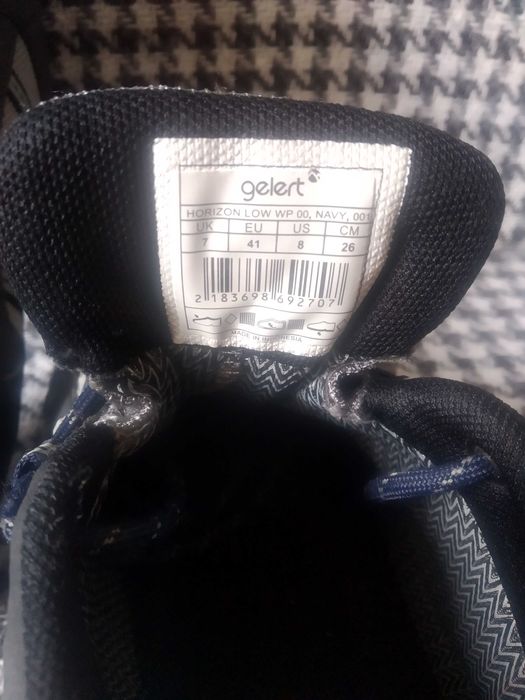 gelert
HORIZON LOW WP 00, NAVY, 001
UK EU US CM
7 41 8 26
2 183698 692707
MADE IN INDONESIA